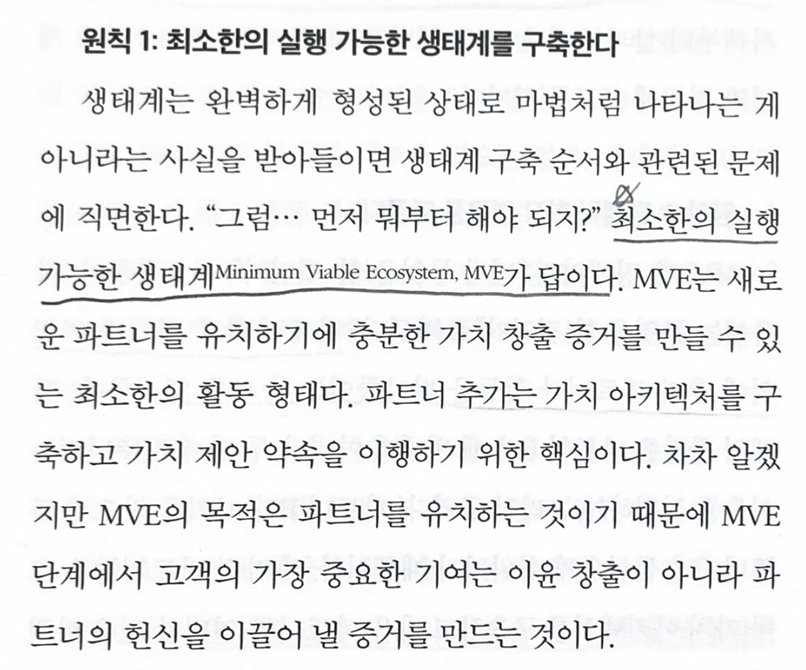 원칙 1: 최소한의 실행 가능한 생태계를 구축한다
생태계는 완벽하게 형성된 상태로 마법처럼 나타나는 게
아니라는 사실을 받아들이면 생태계 구축 순서와 관련된 문제
에 직면한다. “그럼… 먼저 뭐부터 해야 되지?” 최소한의 실행
가능한 생태계Minimum Viable Ecosystem, MVE가 답이다. MVE는 새로
운 파트너를 유치하기에 충분한 가치 창출 증거를 만들 수 있
는 최소한의 활동 형태다. 파트너 추가는 가치 아키텍처를 구
축하고 가치 제안 약속을 이행하기 위한 핵심이다. 차차 알겠
지만 MVE의 목적은 파트너를 유치하는 것이기 때문에 MVE
단계에서 고객의 가장 중요한 기여는 이윤 창출이 아니라 파
트너의 헌신을 이끌어 낼 증거를 만드는 것이다.